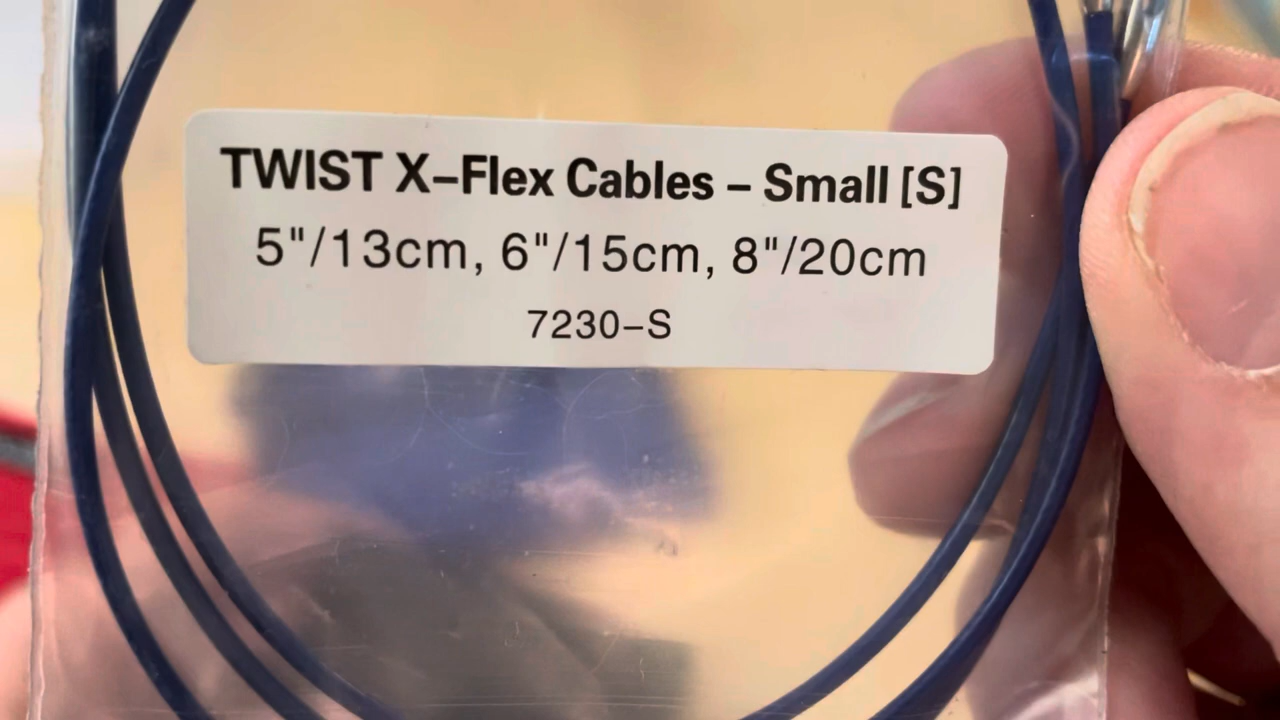 TWIST X–Flex Cables – Small [S]
5"/13cm, 6"/15cm, 8"/20cm
7230–S